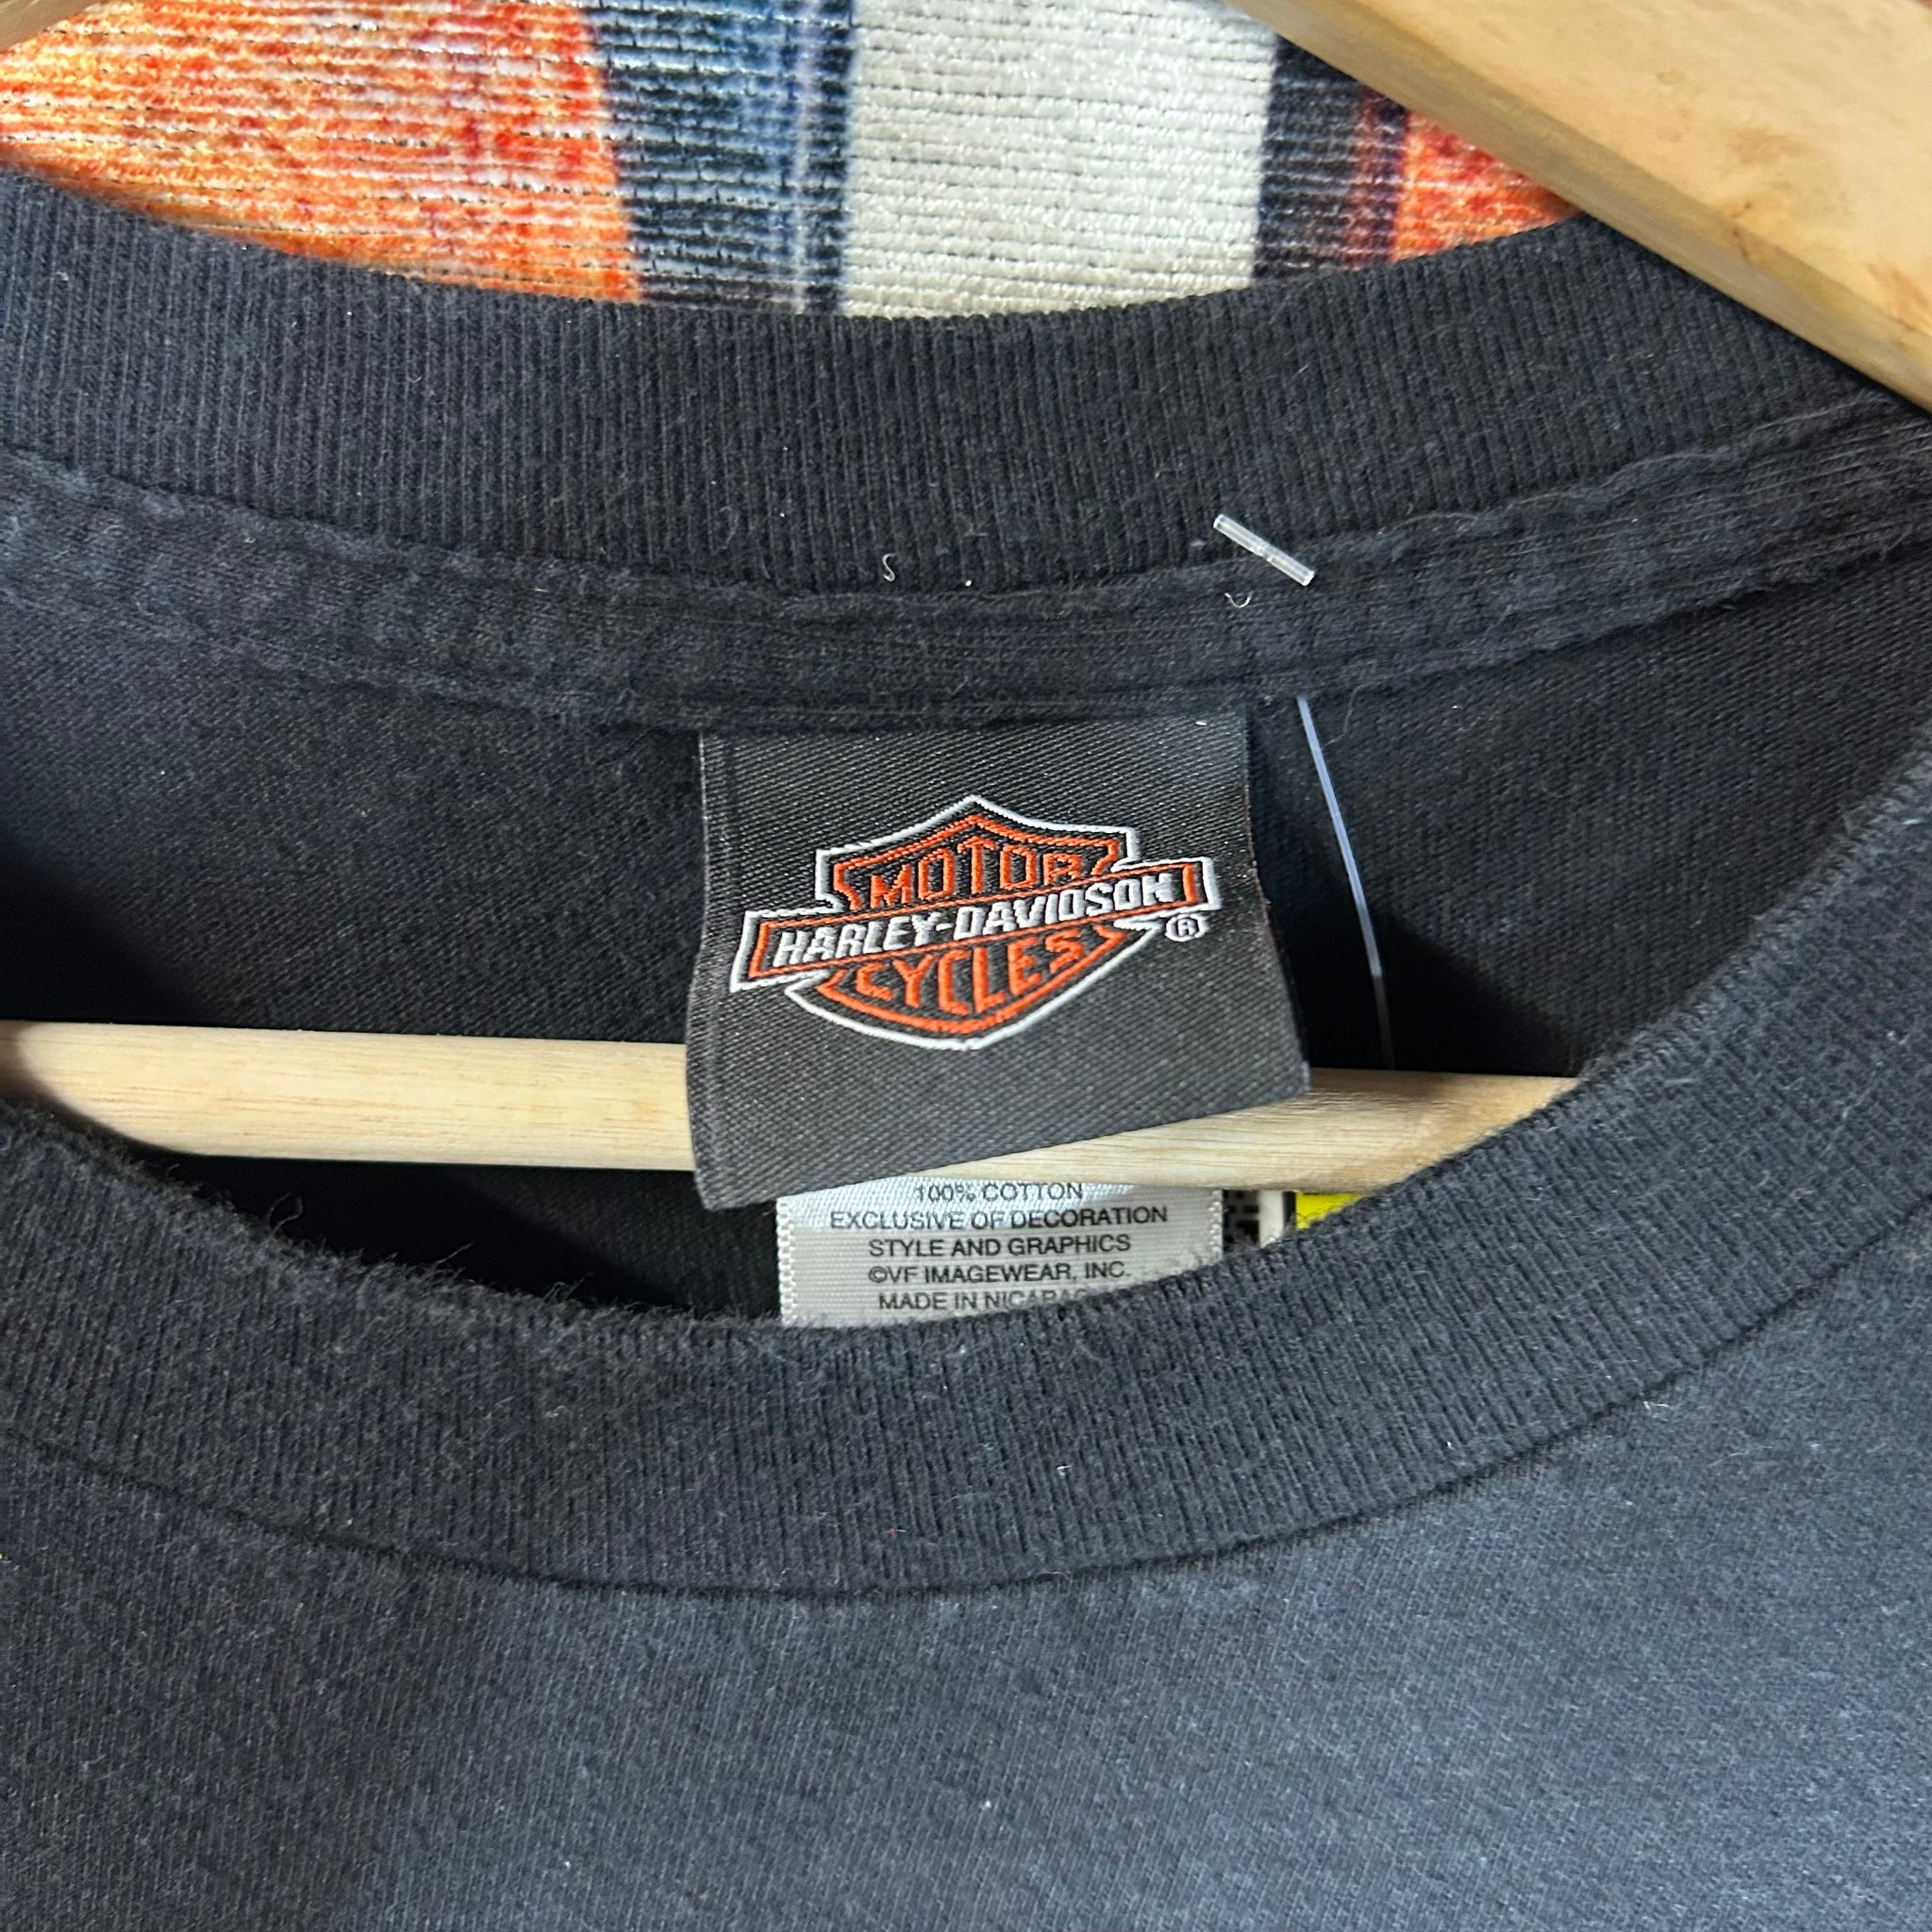 MOTOR
HARLEY-DAVIDSON
®
CYCLES
100% COTTON
EXCLUSIVE OF DECORATION
STYLE AND GRAPHICS
©VF IMAGEWEAR, INC.
MADE IN